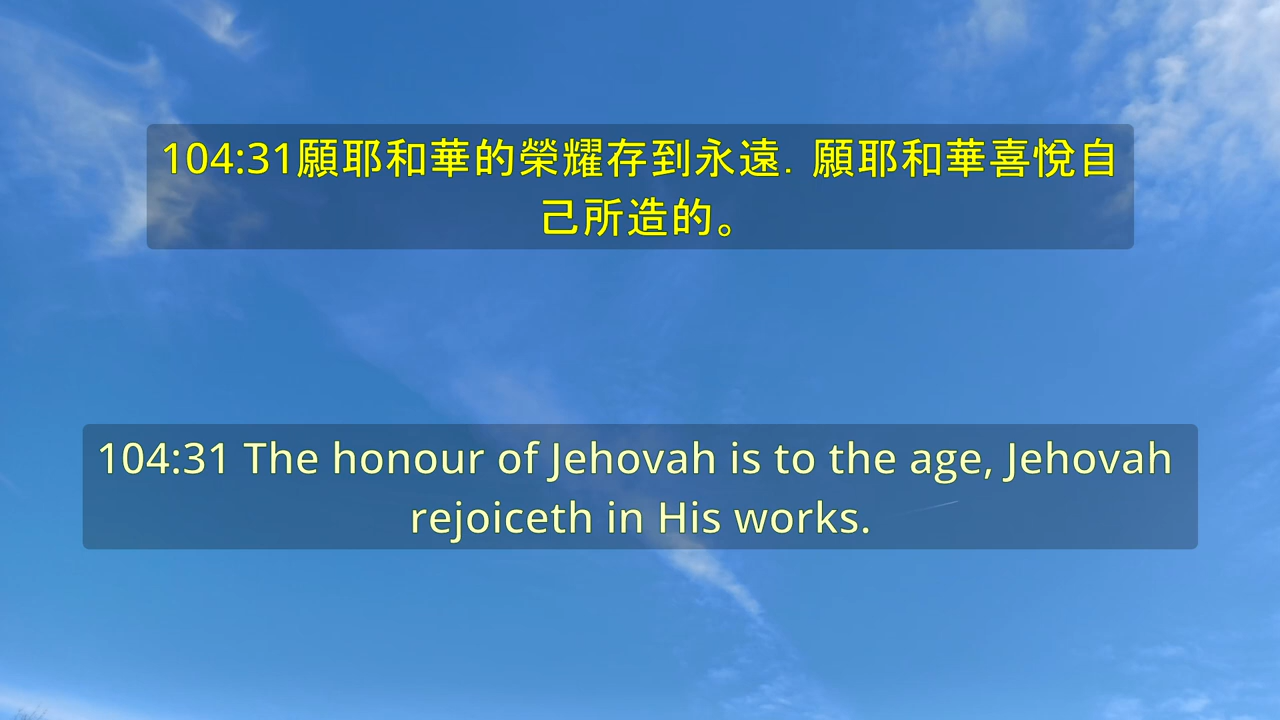 104:31願耶和華的榮耀存到永遠．願耶和華喜悅自
己所造的。
104:31 The honour of Jehovah is to the age, Jehovah
rejoiceth in His works.